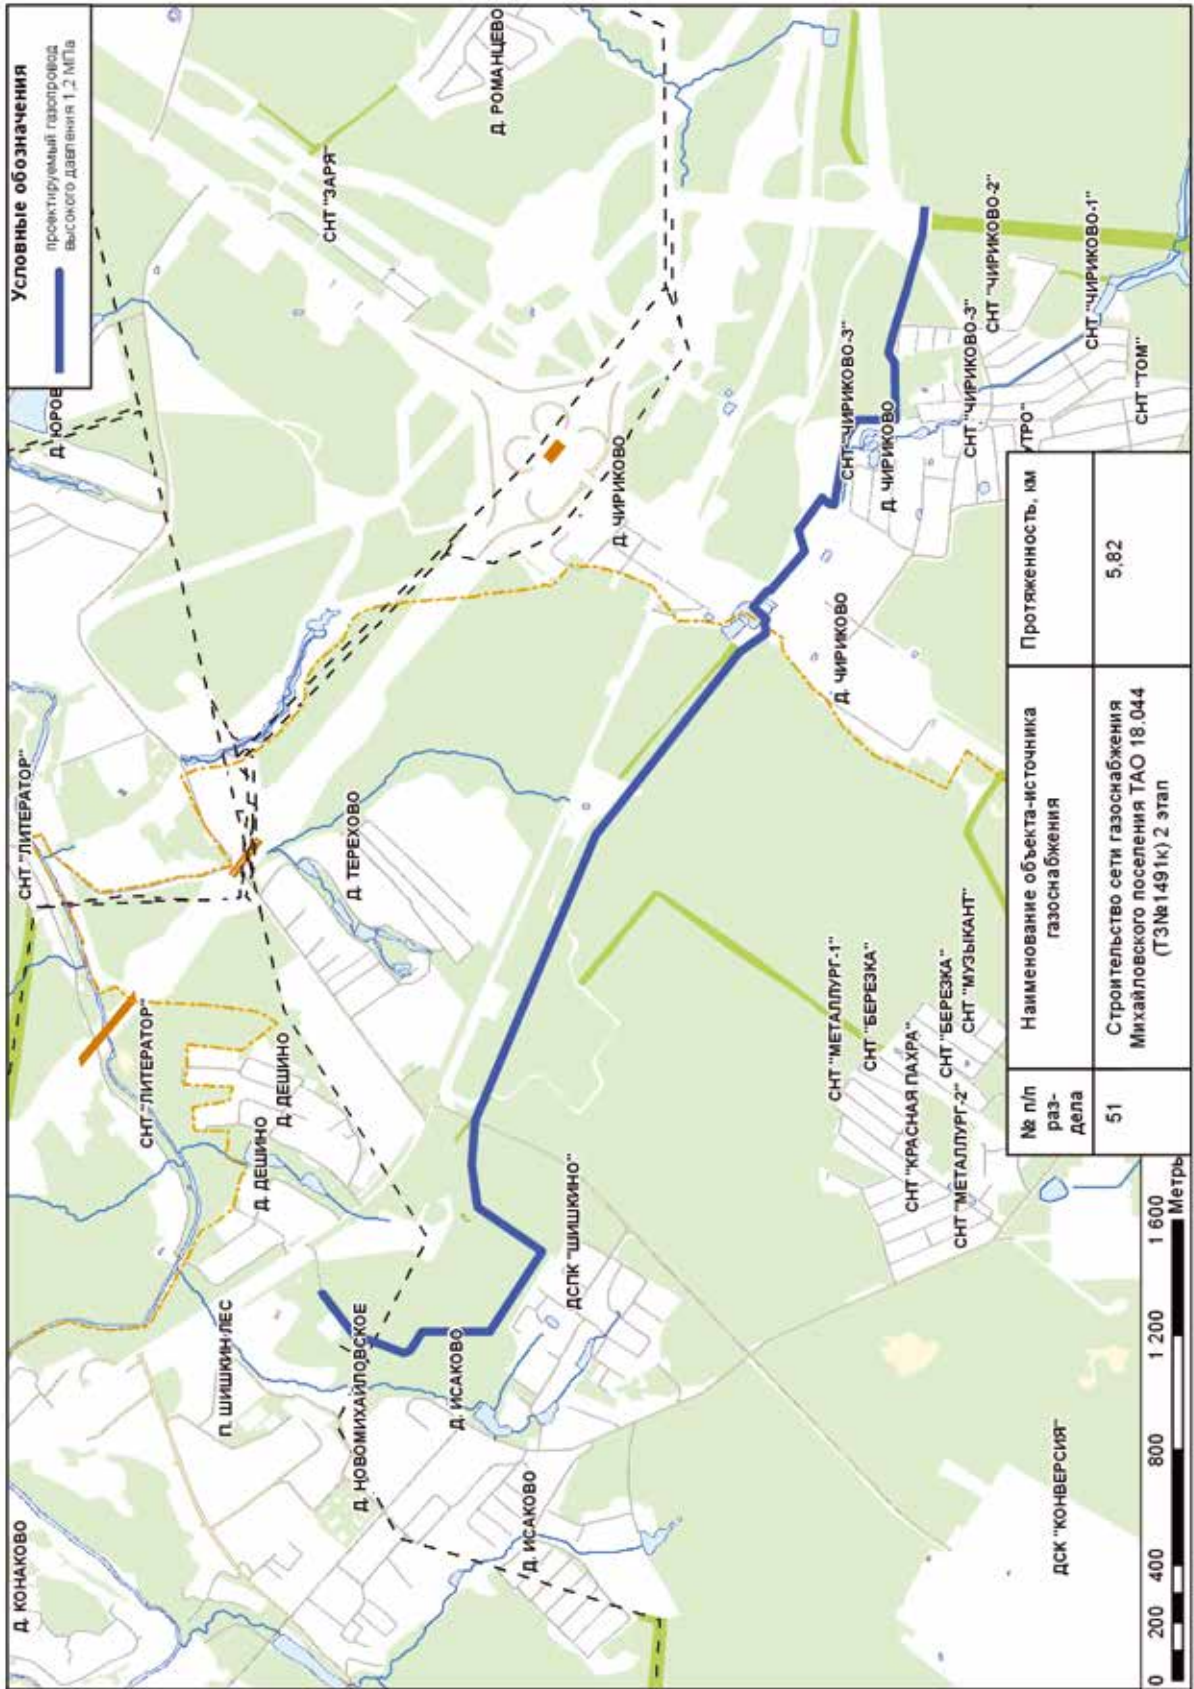 Условные обозначения
проектируемый газопровод
высокого давления 1,2 МПа
Д. КОНАКОВО
СНТ "ЛИТЕРАТОР"
Д. ЮРОВ
СНТ "ЛИТЕРАТОР"
П. ШИШКИН ЛЕС
Д. ДЕШИНО
Д. ДЕШИНО
Д. ТЕРЕХОВО
СНТ "ЗАРЯ"
Д. РОМАНЦЕВО
Д. НОВОМИХАЙЛОВСКОЕ
Д. ИСАКОВО
Д. ИСАКОВО
ДСПК "ШИШКИНО"
Д. ЧИРИКОВО
Д. ЧИРИКОВО
СНТ "ЧИРИКОВО-3"
Д. ЧИРИКОВО
СНТ "МЕТАЛЛУРГ-1"
СНТ "БЕРЕЗКА"
СНТ "КРАСНАЯ ПАХРА"
СНТ "БЕРЕЗКА"
СНТ "МЕТАЛЛУРГ-2"
СНТ "МУЗЫКАНТ"
СНТ "ЧИРИКОВО-3"
СНТ "ЧИРИКОВО-2"
УТРО"
СНТ "ЧИРИКОВО-1"
СНТ "ТОМ"
ДСК "КОНВЕРСИЯ"
№ п/п
раз-
дела
Наименование объекта-источника
газоснабжения
Протяженность, км
51
Строительство сети газоснабжения
Михайловского поселения ТАО 18.044
(ТЗ№1491к) 2 этап
5,82
0 200 400 800 1 200 1 600
Метры